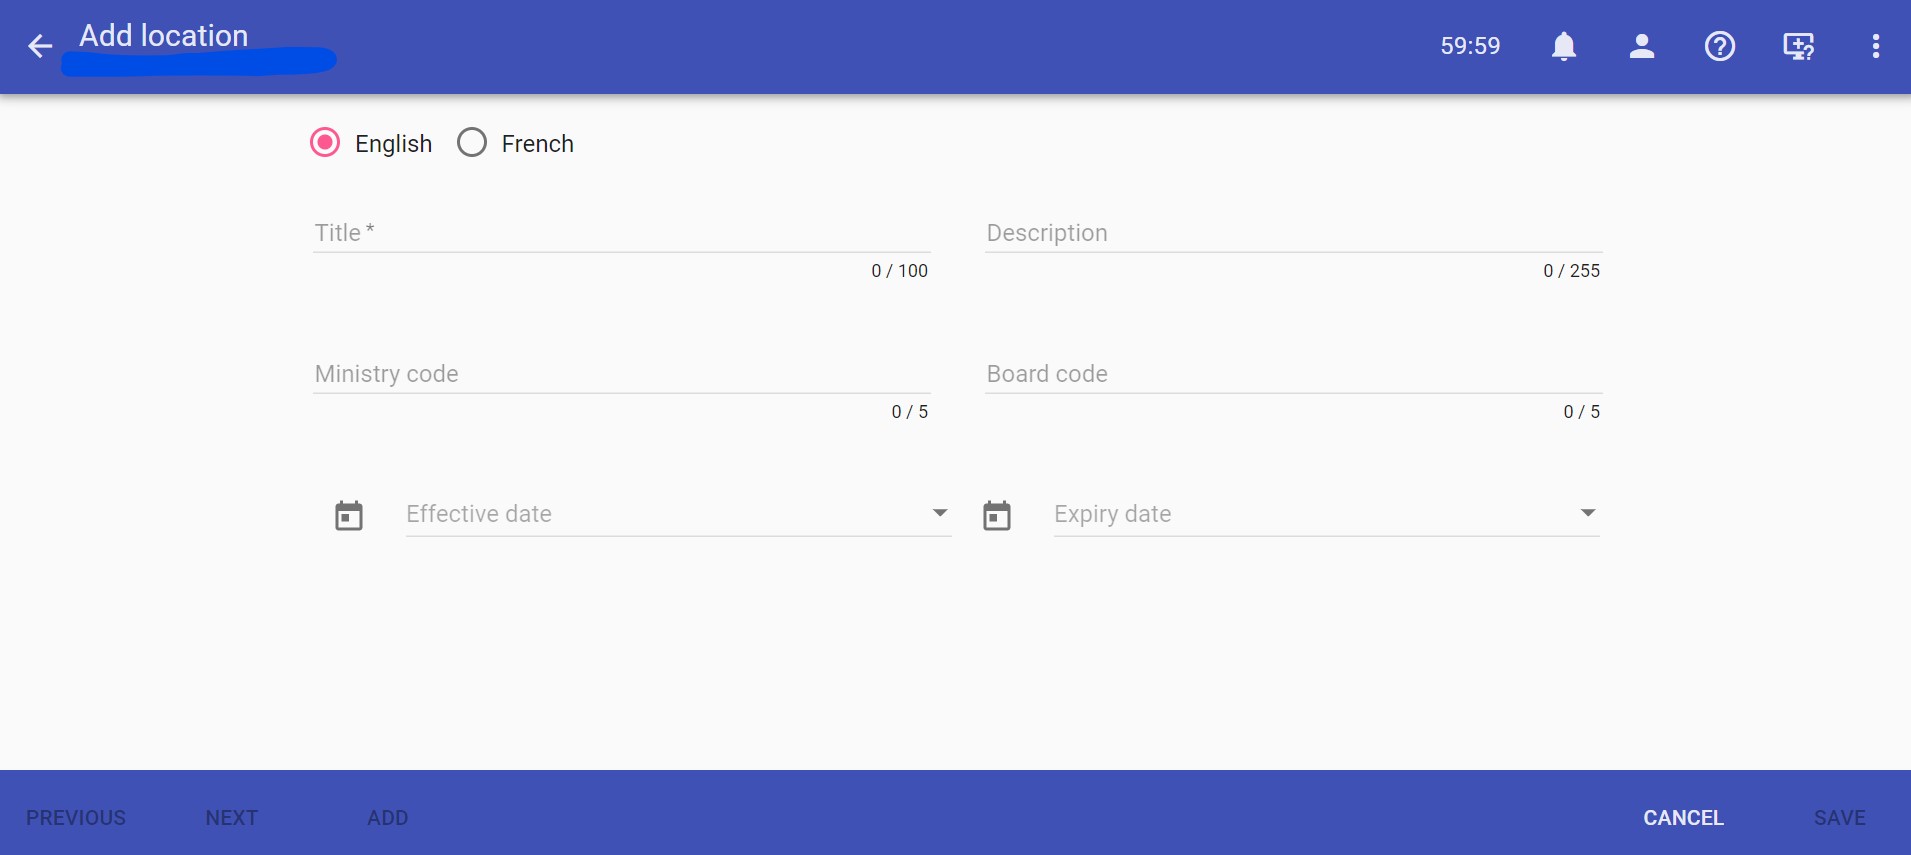 Add location
59:59
English French
Title *
Description
0 / 100
0 / 255
Ministry code
Board code
0 / 5
0 / 5
Effective date
Expiry date
PREVIOUS NEXT ADD CANCEL SAVE